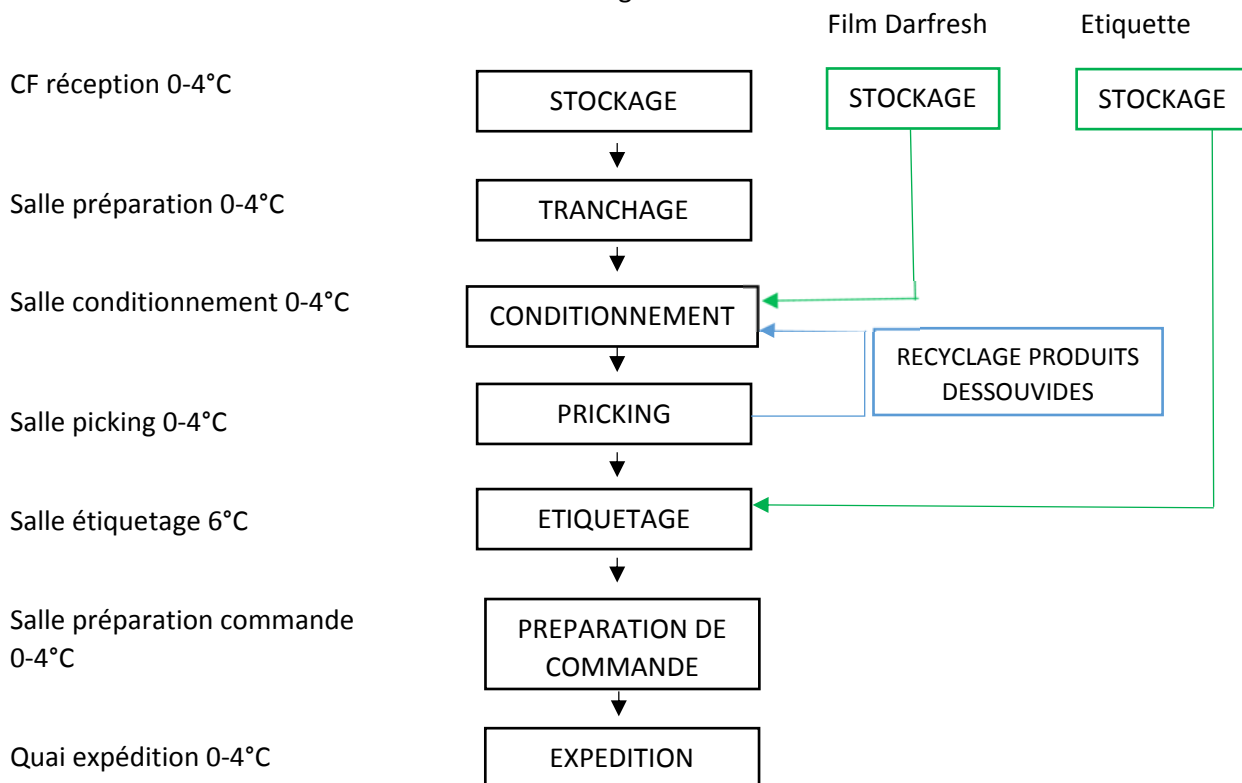 Film Darfresh
Etiquette
CF réception 0-4°C
STOCKAGE
STOCKAGE
STOCKAGE
Salle préparation 0-4°C
TRANCHAGE
Salle conditionnement 0-4°C
CONDITIONNEMENT
RECYCLAGE PRODUITS
DESSOUVIDES
Salle picking 0-4°C
PRICKING
Salle étiquetage 6°C
ETIQUETAGE
Salle préparation commande
0-4°C
PREPARATION DE
COMMANDE
Quai expédition 0-4°C
EXPEDITION